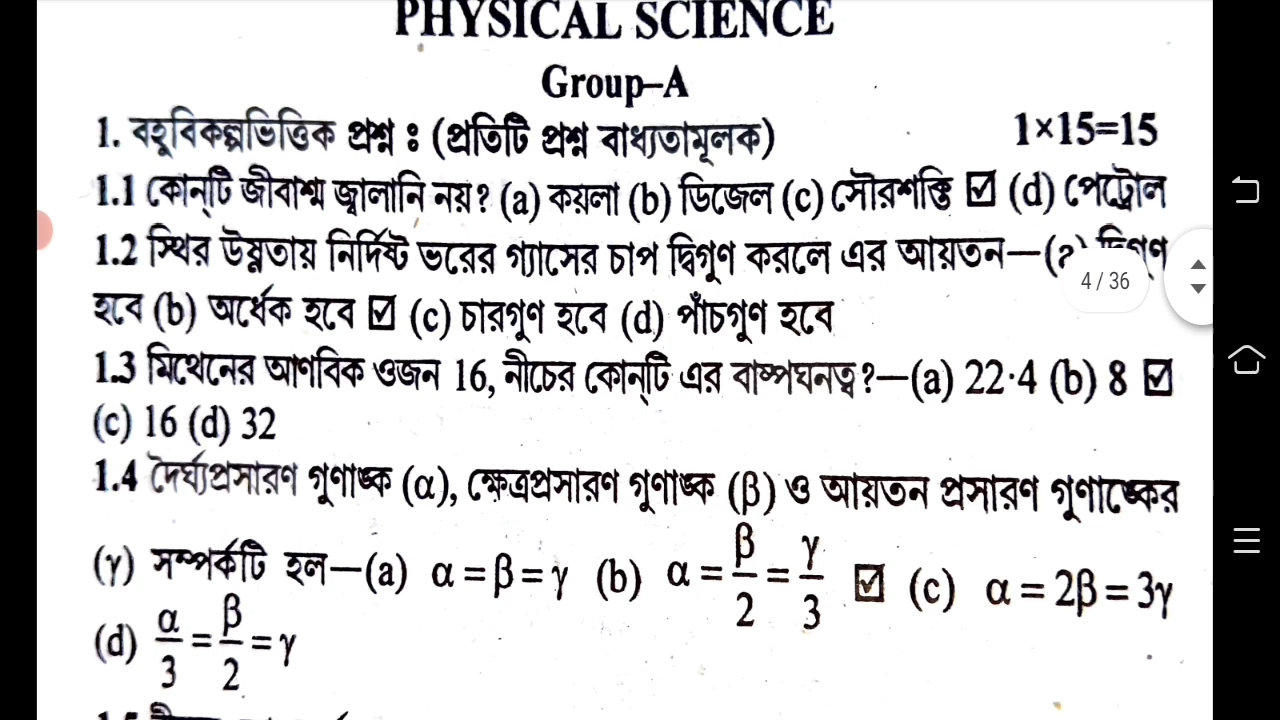 PHYSICAL SCIENCE
Group–A
1. বহুবিকল্পভিত্তিক প্রশ্ন ঃ (প্রতিটি প্রশ্ন বাধ্যতামূলক) 1×15=15
1.1 কোন্‌টি জীবাশ্ম জ্বালানি নয়? (a) কয়লা (b) ডিজেল (c) সৌরশক্তি ☑ (d) পেট্রোল
1.2 স্থির উষ্ণতায় নির্দিষ্ট ভরের গ্যাসের চাপ দ্বিগুণ করলে এর আয়তন—
4 / 36
হবে (b) অর্ধেক হবে ☑ (c) চারগুণ হবে (d) পাঁচগুণ হবে
1.3 মিথেনের আণবিক ওজন 16, নীচের কোন্‌টি এর বাষ্পঘনত্ব?—(a) 22·4 (b) 8 ☑
(c) 16 (d) 32
1.4 দৈর্ঘ্যপ্রসারণ গুণাঙ্ক (α), ক্ষেত্রপ্রসারণ গুণাঙ্ক (β) ও আয়তন প্রসারণ গুণাঙ্কের
(γ) সম্পর্কটি হল—(a) α = β = γ (b) α = β/2 = γ/3 ☑ (c) α = 2β = 3γ
(d) α/3 = β/2 = γ